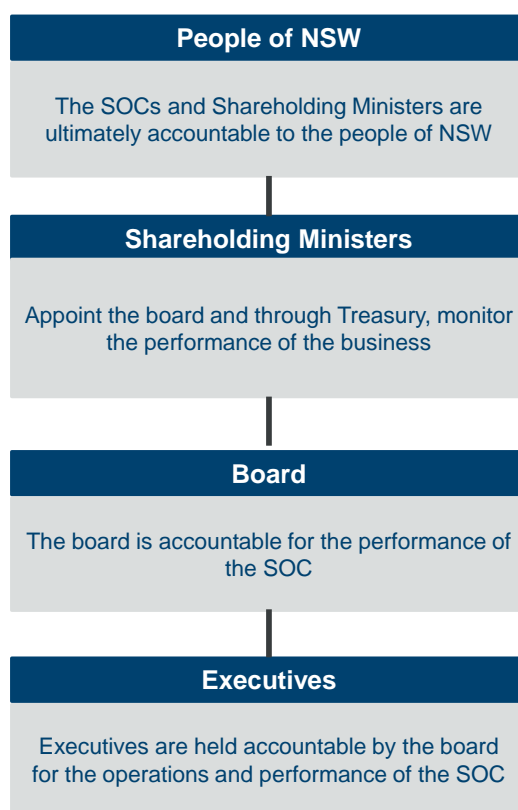 People of NSW
The SOCs and Shareholding Ministers are
ultimately accountable to the people of NSW
Shareholding Ministers
Appoint the board and through Treasury, monitor
the performance of the business
Board
The board is accountable for the performance of
the SOC
Executives
Executives are held accountable by the board
for the operations and performance of the SOC